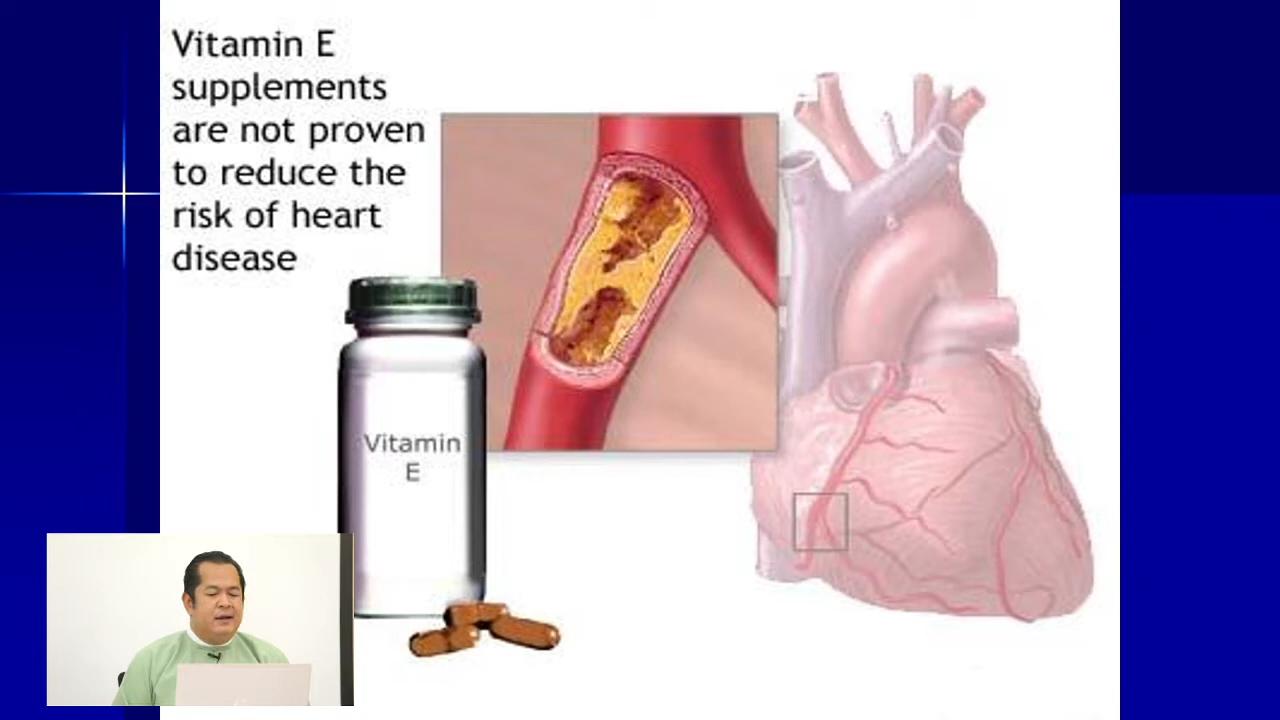 Vitamin E
supplements
are not proven
to reduce the
risk of heart
disease
Vitamin
E